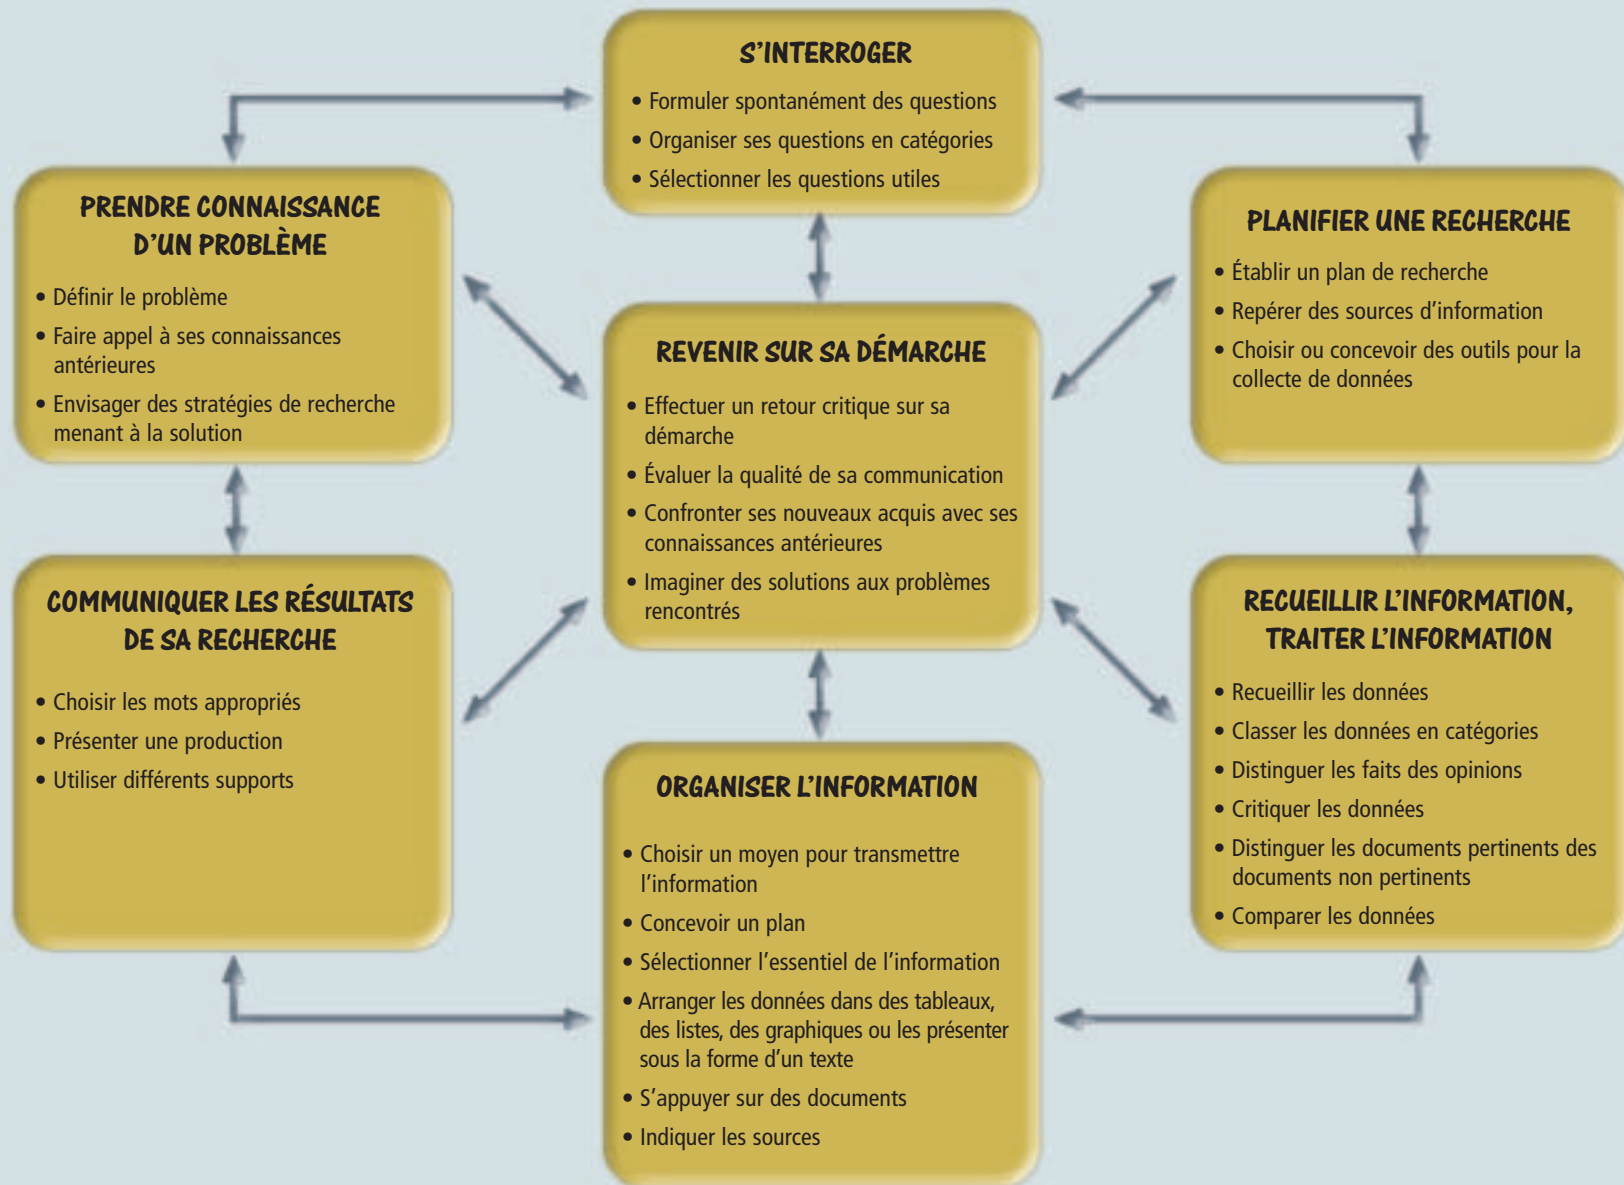 S'INTERROGER
• Formuler spontanément des questions
• Organiser ses questions en catégories
• Sélectionner les questions utiles
PRENDRE CONNAISSANCE
D'UN PROBLÈME
• Définir le problème
• Faire appel à ses connaissances
antérieures
• Envisager des stratégies de recherche
menant à la solution
PLANIFIER UNE RECHERCHE
• Établir un plan de recherche
• Repérer des sources d'information
• Choisir ou concevoir des outils pour la
collecte de données
REVENIR SUR SA DÉMARCHE
• Effectuer un retour critique sur sa
démarche
• Évaluer la qualité de sa communication
• Confronter ses nouveaux acquis avec ses
connaissances antérieures
• Imaginer des solutions aux problèmes
rencontrés
COMMUNIQUER LES RÉSULTATS
DE SA RECHERCHE
• Choisir les mots appropriés
• Présenter une production
• Utiliser différents supports
RECUEILLIR L'INFORMATION,
TRAITER L'INFORMATION
• Recueillir les données
• Classer les données en catégories
• Distinguer les faits des opinions
• Critiquer les données
• Distinguer les documents pertinents des
documents non pertinents
• Comparer les données
ORGANISER L'INFORMATION
• Choisir un moyen pour transmettre
l'information
• Concevoir un plan
• Sélectionner l'essentiel de l'information
• Arranger les données dans des tableaux,
des listes, des graphiques ou les présenter
sous la forme d'un texte
• S'appuyer sur des documents
• Indiquer les sources